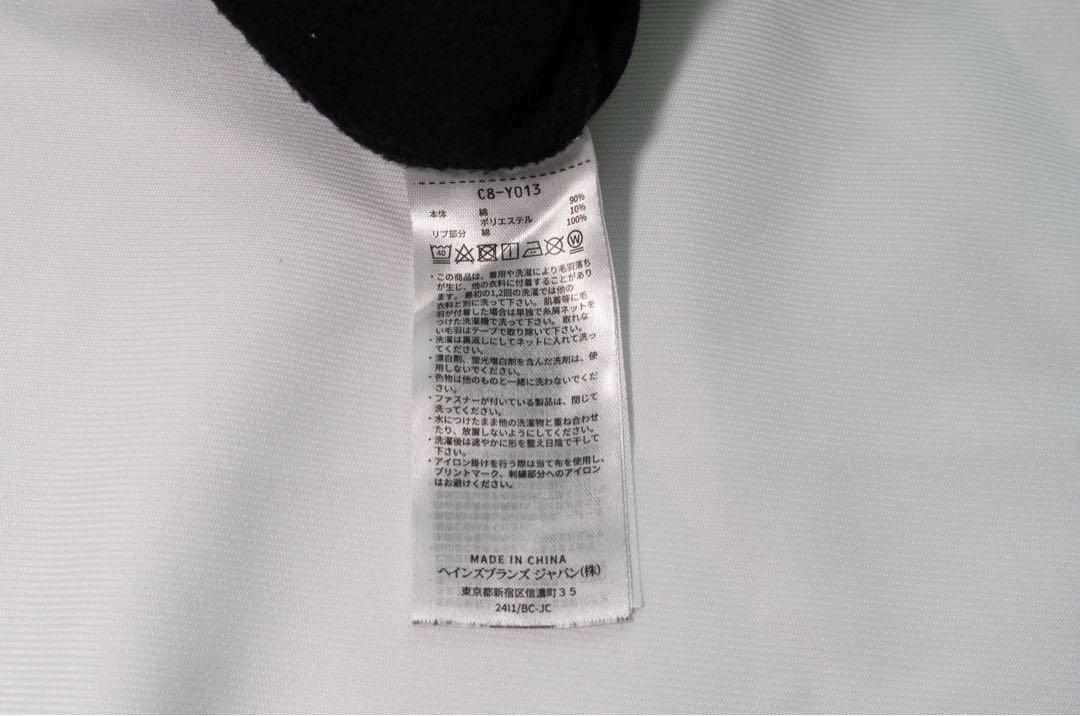 C8-Y013
本体 綿 90%
ポリエステル 10%
リブ部分 綿 100%
40
W
・この商品は、着用や洗濯により毛羽落ち
が生じ、他の衣料に付着することがあり
ます。最初の1,2回の洗濯では他の
衣料と別に洗って下さい。肌着等に毛
羽が付着した場合は単独で糸屑ネットを
つけた洗濯機で洗って下さい。取れな
い毛羽はテープで取り除いて下さい。
・洗濯は裏返しにしてネットに入れて洗っ
てください。
・漂白剤、蛍光増白剤を含んだ洗剤は、使
用しないでください。
・色物は他のものと一緒に洗わないでくだ
さい。
・ファスナーが付いている製品は、閉じて
洗ってください。
・水につけたまま他の洗濯物と重ね合わせ
たり、放置しないようにしてください。
・洗濯後は速やかに形を整え日陰で干して
下さい。
・アイロン掛けを行う際は当て布を使用し、
プリントマーク、刺繍部分へのアイロン
はお避けください。
MADE IN CHINA
ヘインズブランズ ジャパン(株)
東京都新宿区信濃町35
24I1/BC-JC